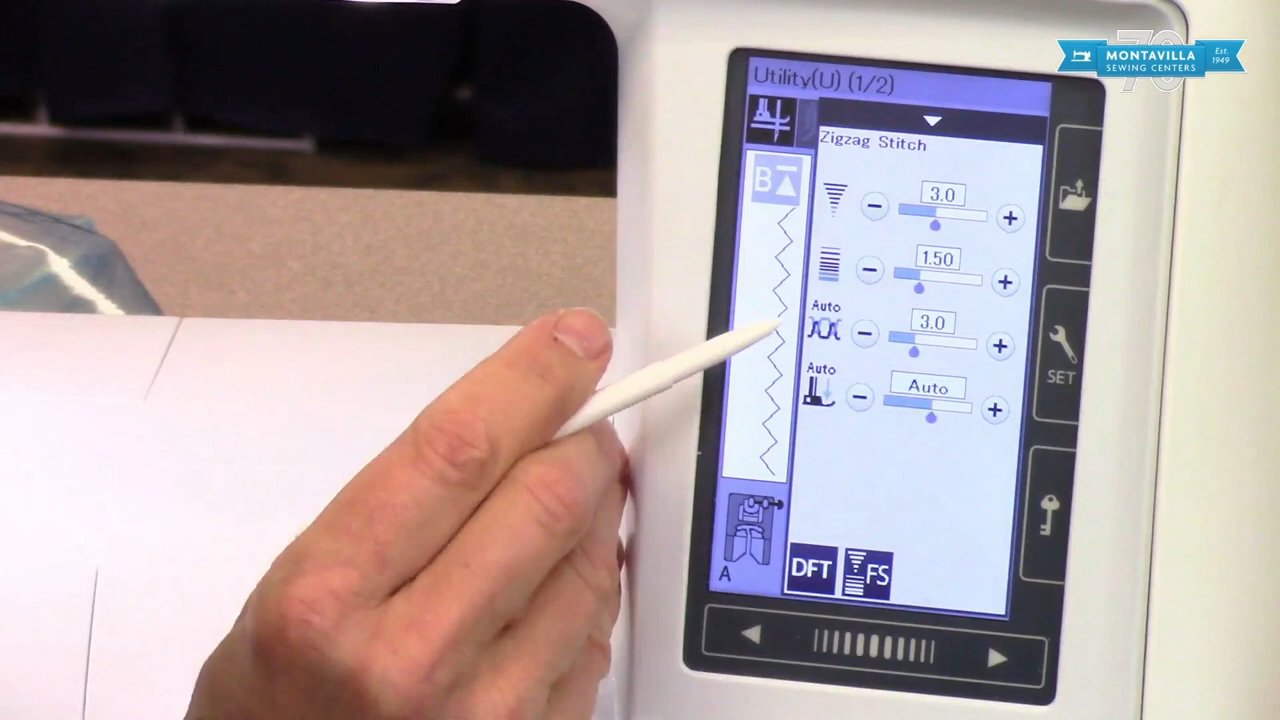 70
MONTAVILLA
SEWING CENTERS
Est.
1949
Utility(U) (1/2)
Zigzag Stitch
B
3.0
1.50
Auto
3.0
Auto
Auto
SET
A
DFT
FS